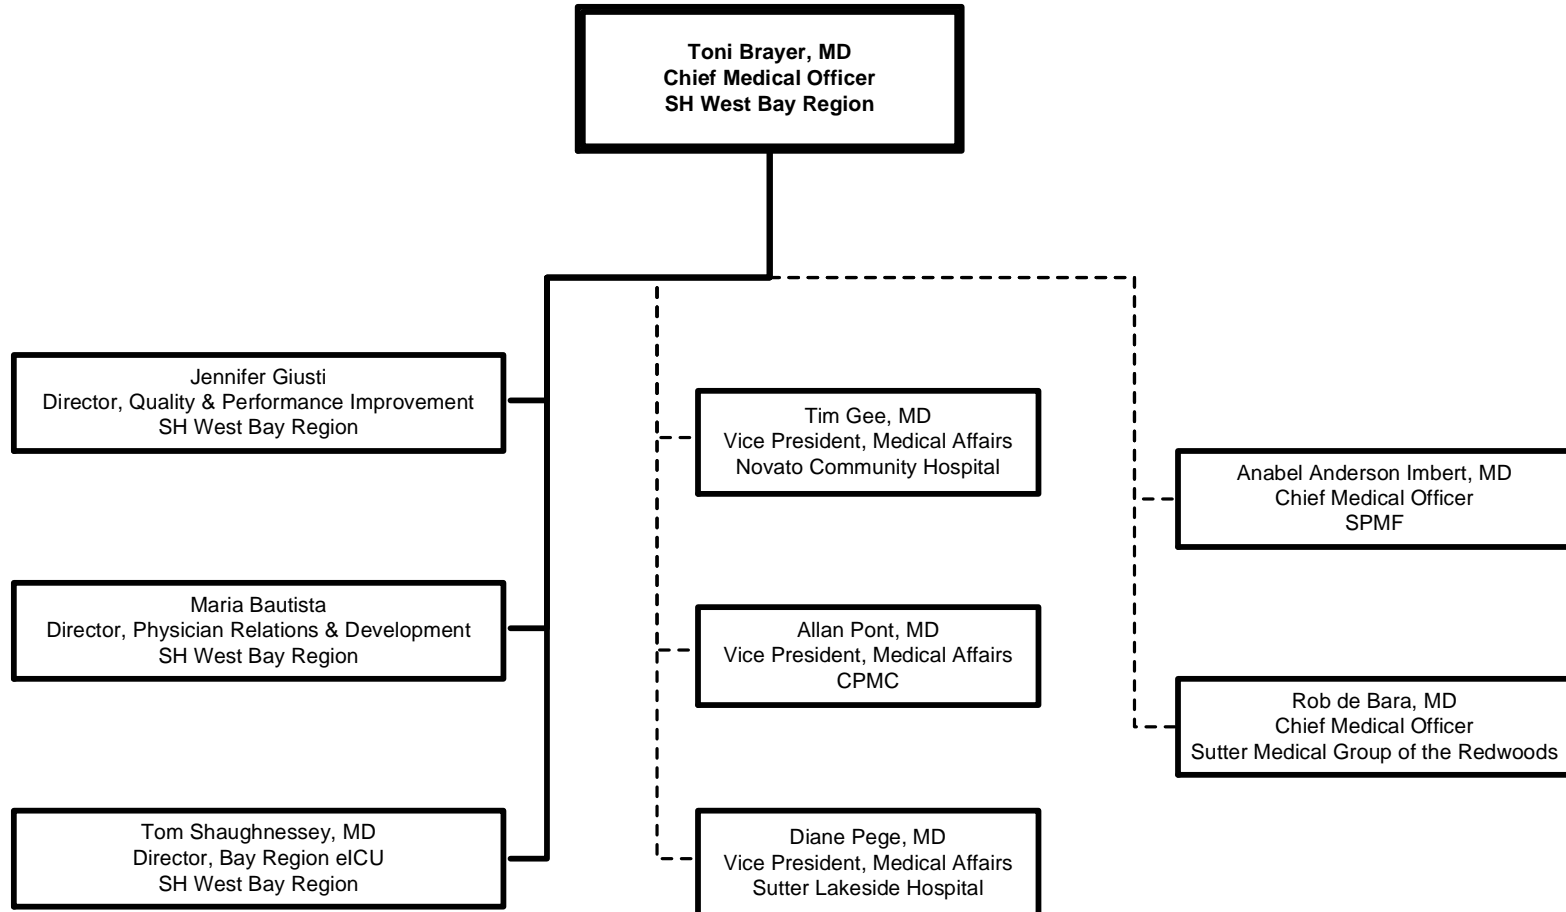 Toni Brayer, MD
Chief Medical Officer
SH West Bay Region
Jennifer Giusti
Director, Quality & Performance Improvement
SH West Bay Region
Maria Bautista
Director, Physician Relations & Development
SH West Bay Region
Tom Shaughnessey, MD
Director, Bay Region eICU
SH West Bay Region
Tim Gee, MD
Vice President, Medical Affairs
Novato Community Hospital
Allan Pont, MD
Vice President, Medical Affairs
CPMC
Diane Pege, MD
Vice President, Medical Affairs
Sutter Lakeside Hospital
Anabel Anderson Imbert, MD
Chief Medical Officer
SPMF
Rob de Bara, MD
Chief Medical Officer
Sutter Medical Group of the Redwoods